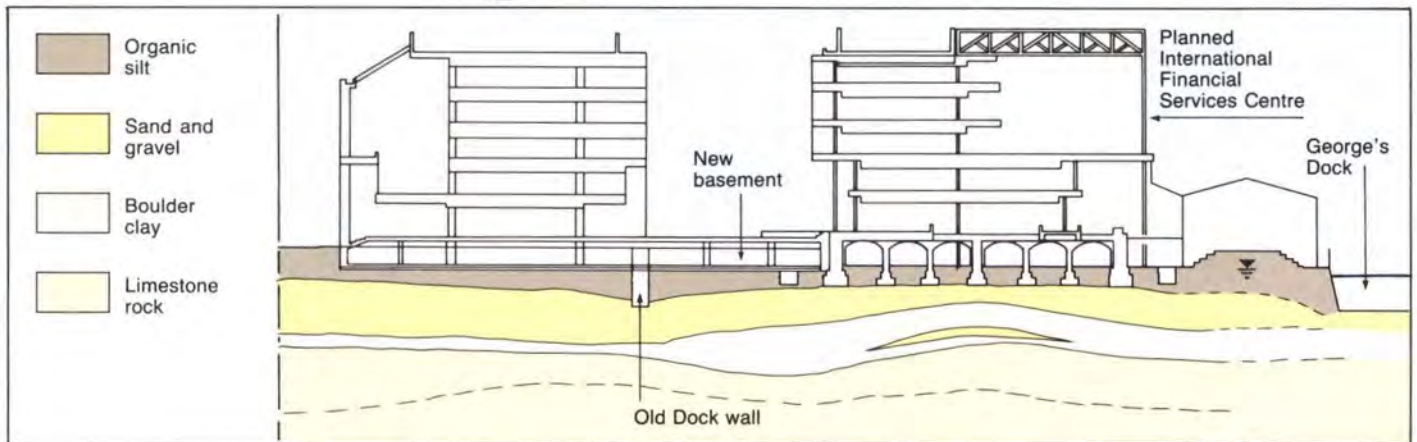 Organic
silt
Sand and
gravel
Boulder
clay
Limestone
rock
New
basement
Old Dock wall
Planned
International
Financial
Services Centre
George's
Dock